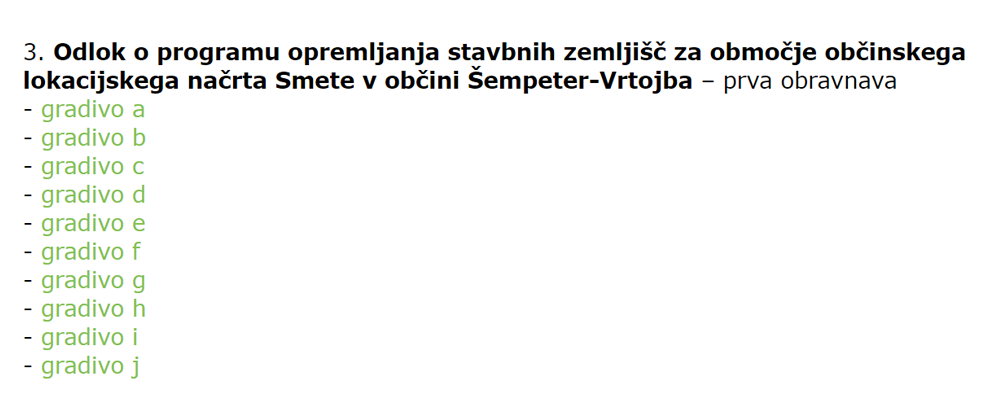 3. Odlok o programu opremljanja stavbnih zemljišč za območje občinskega
lokacijskega načrta Smete v občini Šempeter-Vrtojba – prva obravnava
- gradivo a
- gradivo b
- gradivo c
- gradivo d
- gradivo e
- gradivo f
- gradivo g
- gradivo h
- gradivo i
- gradivo j